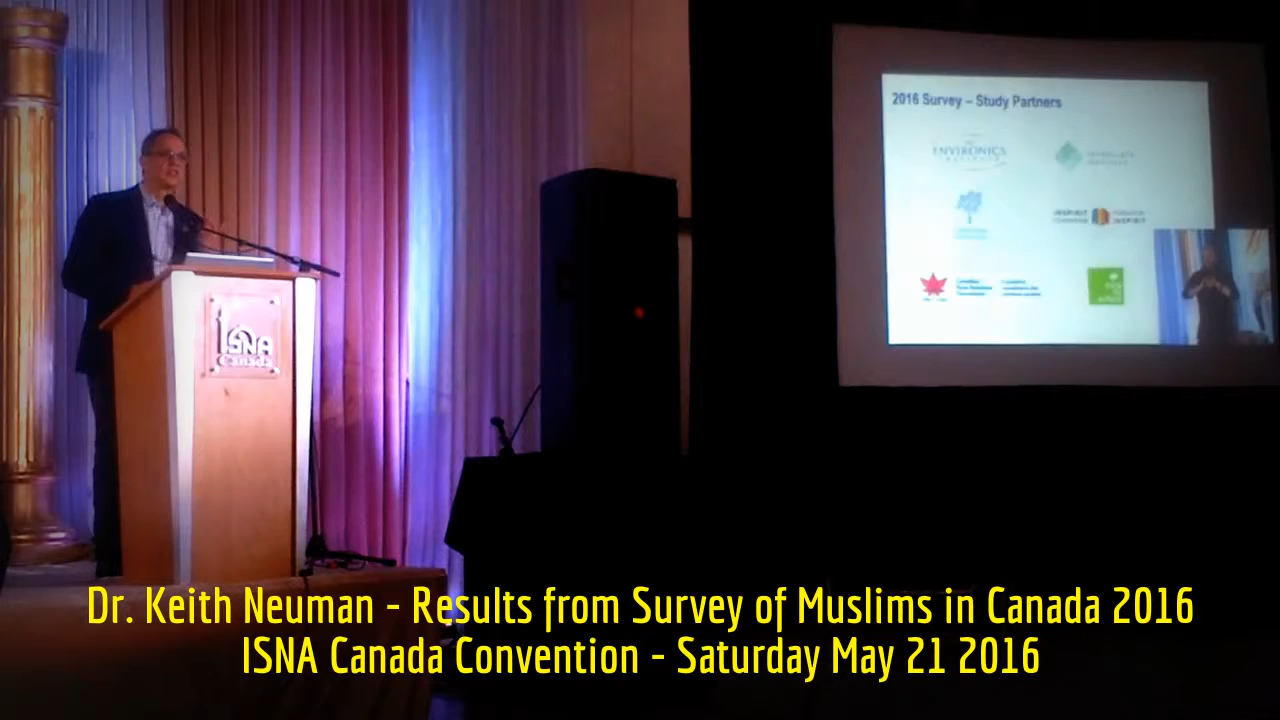 2016 Survey – Study Partners
ENVIRONICS
INSTITUTE
ISNA
Canada
Dr. Keith Neuman - Results from Survey of Muslims in Canada 2016
ISNA Canada Convention - Saturday May 21 2016